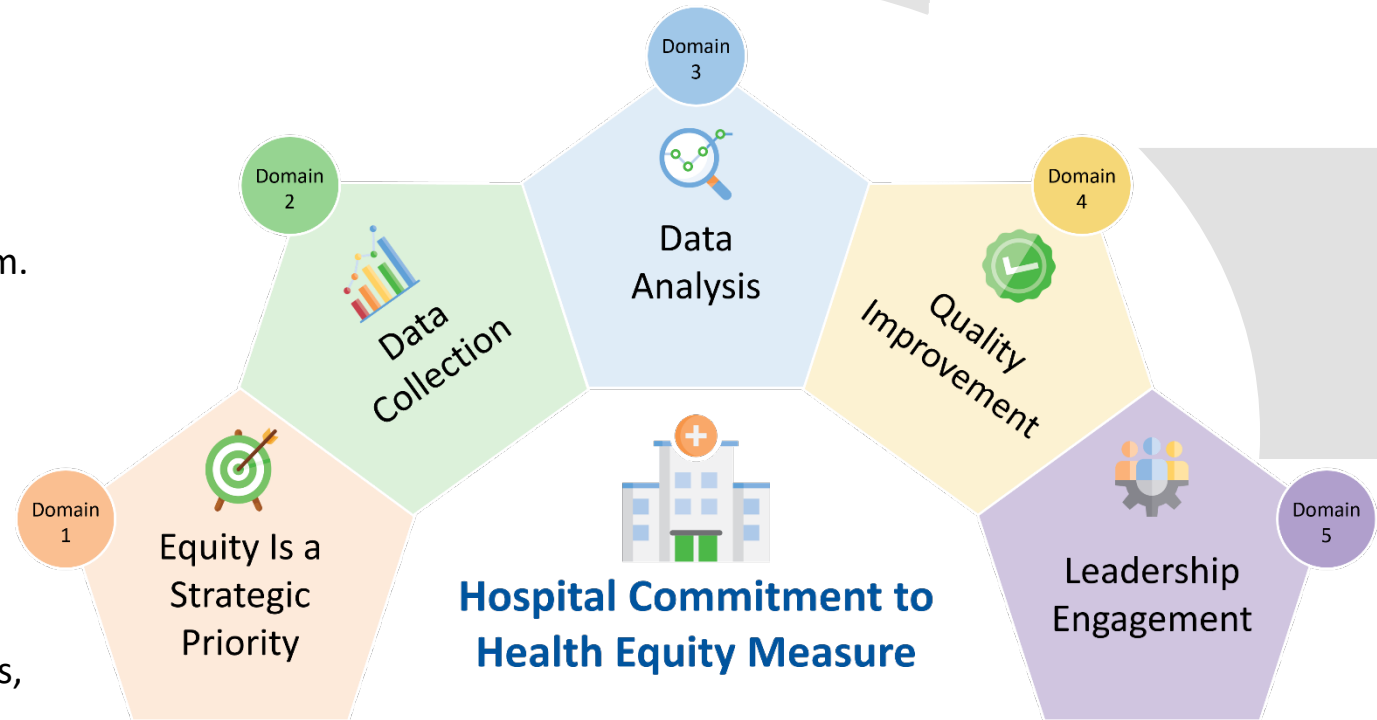 m.
s,
Domain
1
Equity Is a
Strategic
Priority
Domain
2
Data
Collection
Domain
3
Data
Analysis
Domain
4
Quality
Improvement
Domain
5
Leadership
Engagement
Hospital Commitment to
Health Equity Measure